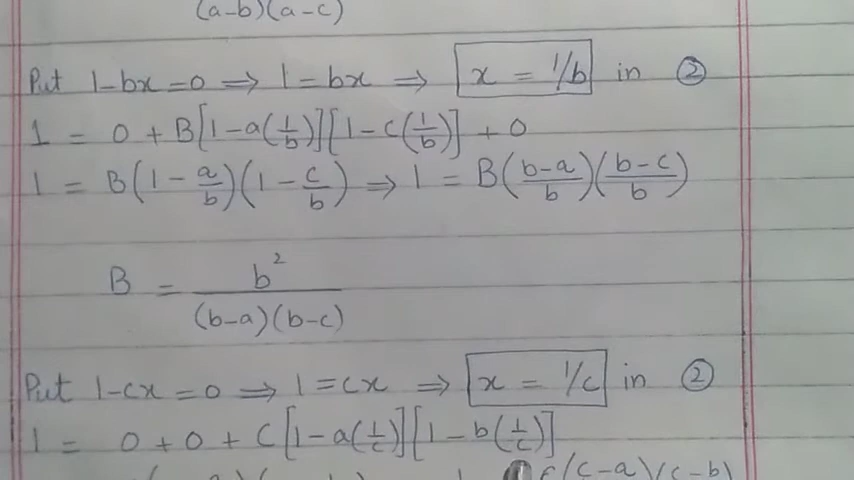 (a-b)(a-c)
Put 1-bx=0 ⟹ 1=bx ⟹ x = 1/b in ②
1 = 0 + B[1-a(1/b)][1-c(1/b)] + 0
1 = B(1 - a/b)(1 - c/b) ⟹ 1 = B((b-a)/b)((b-c)/b)
B = b²/(b-a)(b-c)
Put 1-cx=0 ⟹ 1=cx ⟹ x = 1/c in ②
1 = 0 + 0 + C[1-a(1/c)][1-b(1/c)]
(c-a)(c-b)